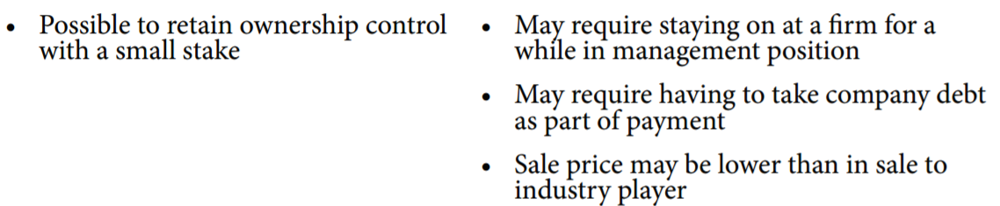 • Possible to retain ownership control
with a small stake
• May require staying on at a firm for a
while in management position
• May require having to take company debt
as part of payment
• Sale price may be lower than in sale to
industry player